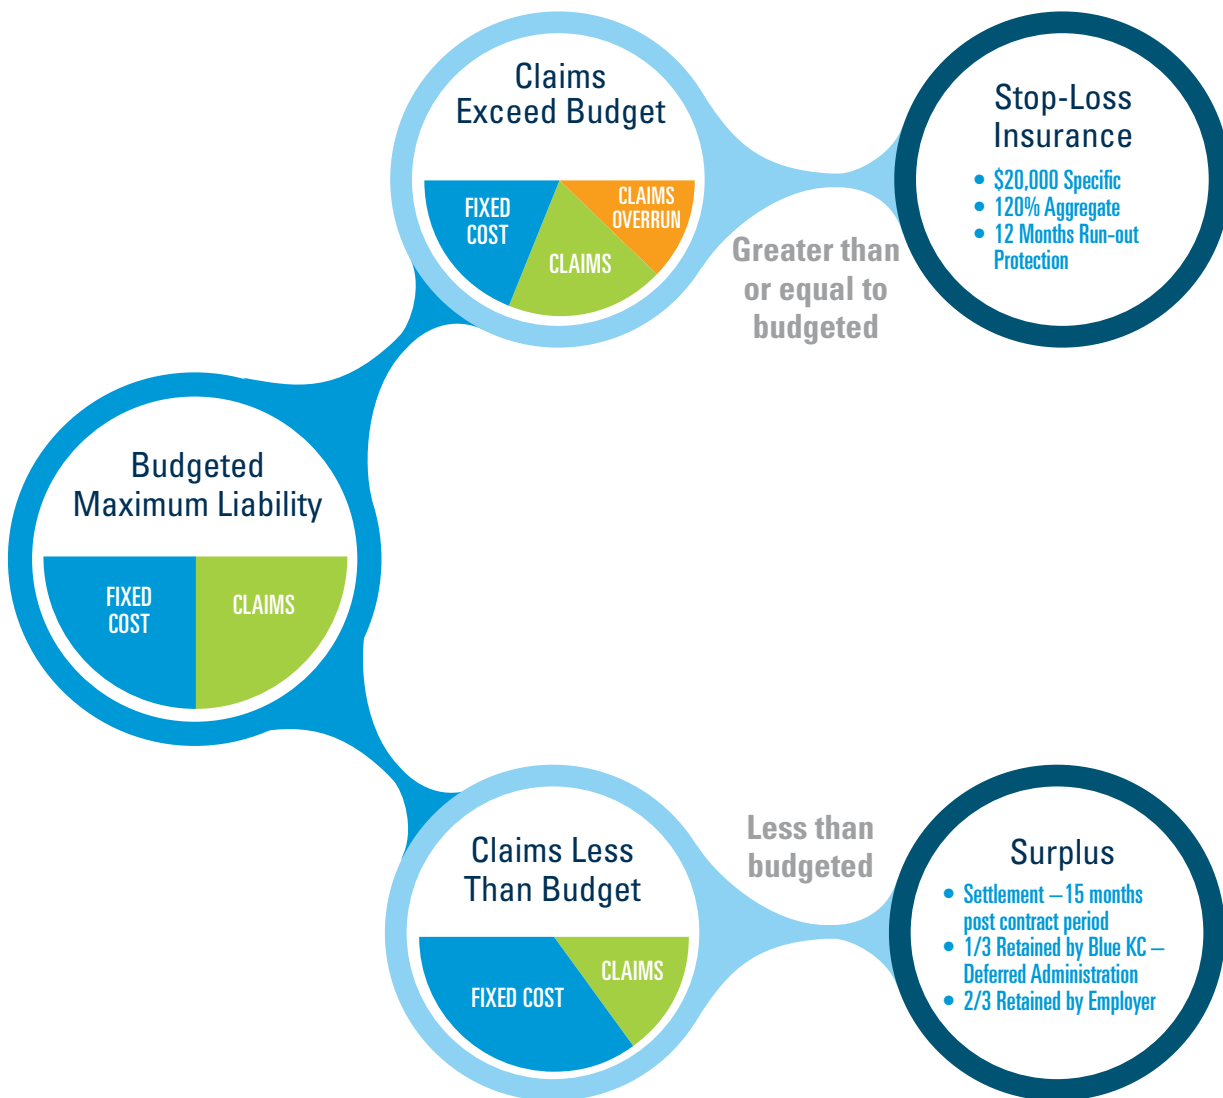 Claims
Exceed Budget
FIXED
COST
CLAIMS
CLAIMS
OVERRUN
Greater than
or equal to
budgeted
Stop-Loss
Insurance
• $20,000 Specific
• 120% Aggregate
• 12 Months Run-out
Protection
Budgeted
Maximum Liability
FIXED
COST
CLAIMS
Claims Less
Than Budget
FIXED COST
CLAIMS
Less than
budgeted
Surplus
• Settlement – 15 months
post contract period
• 1/3 Retained by Blue KC –
Deferred Administration
• 2/3 Retained by Employer